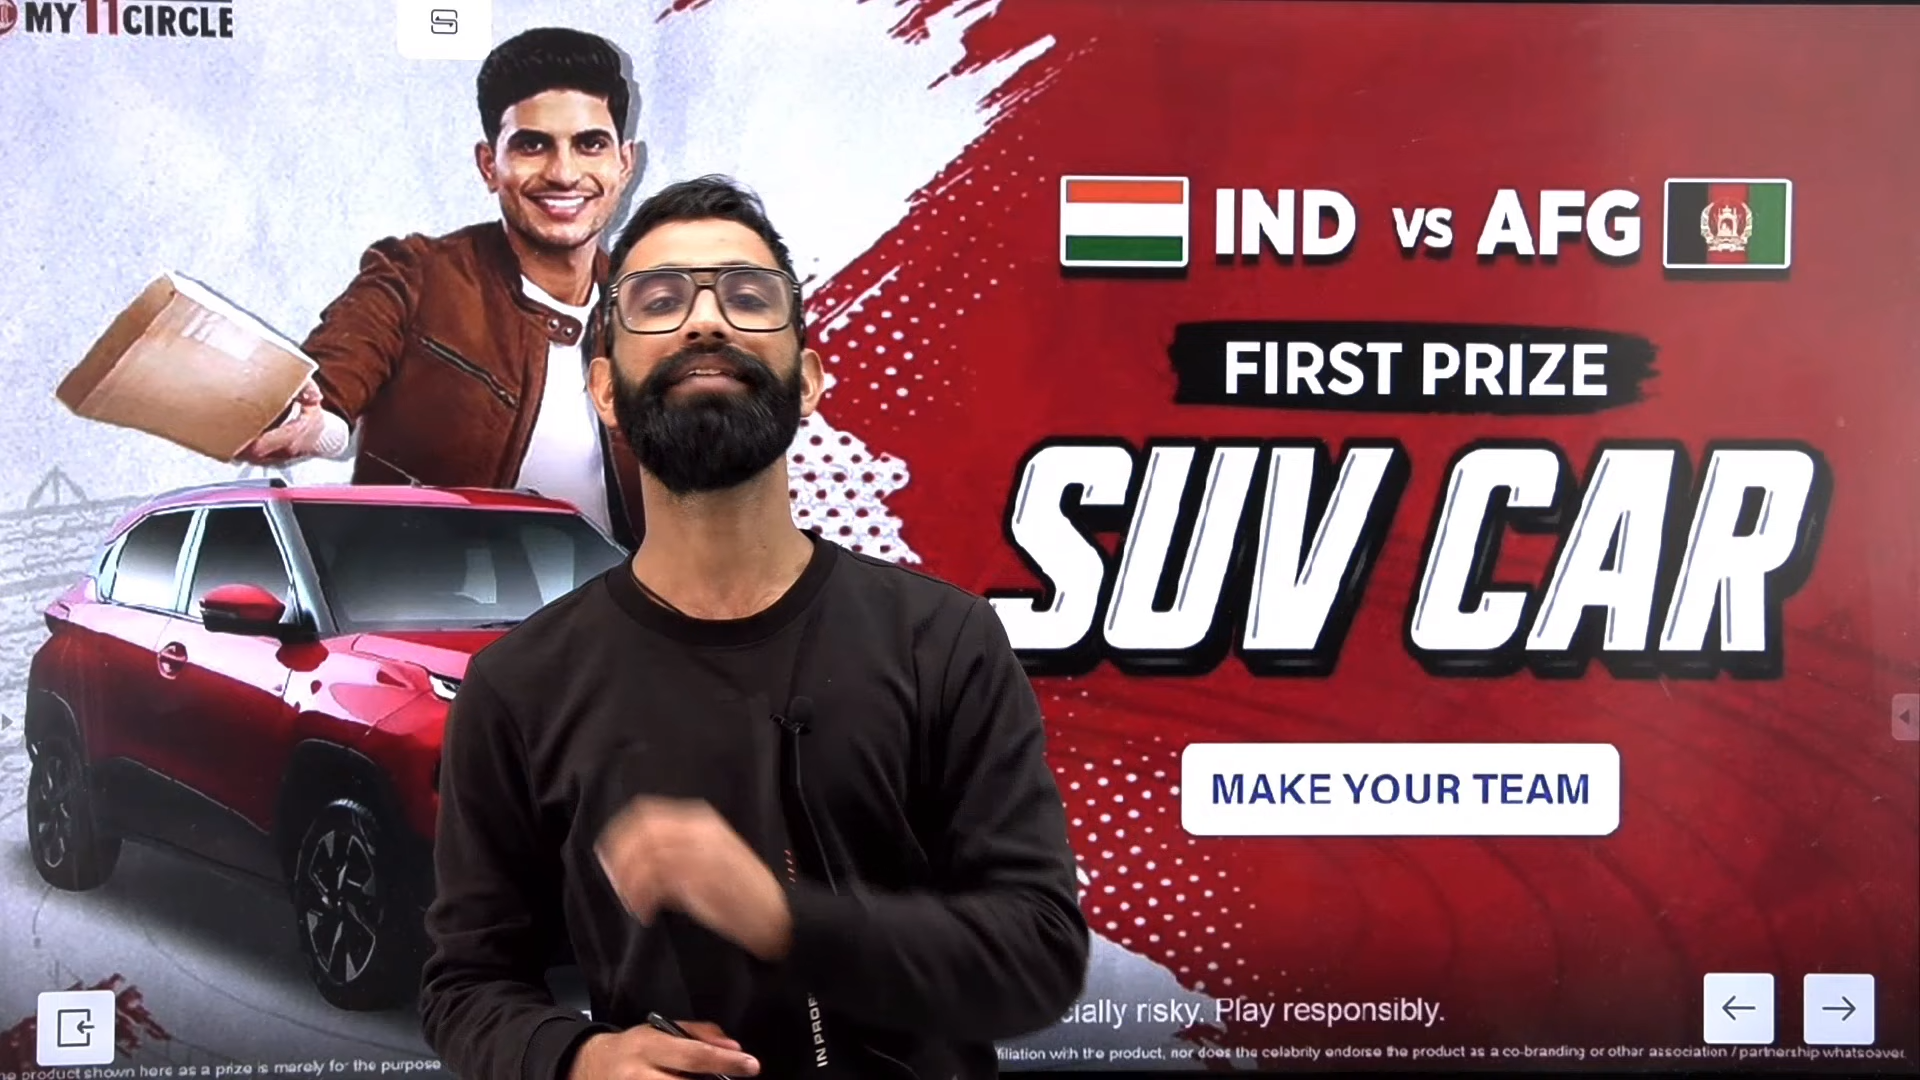 MY11CIRCLE
IND VS AFG
FIRST PRIZE
SUV CAR
MAKE YOUR TEAM
risky. Play responsibly.
product shown here as a prize is merely for the purpose
with the product, nor does the celebrity endorse the product as a co-branding or other association / partnership whatsoever.
IN PROF